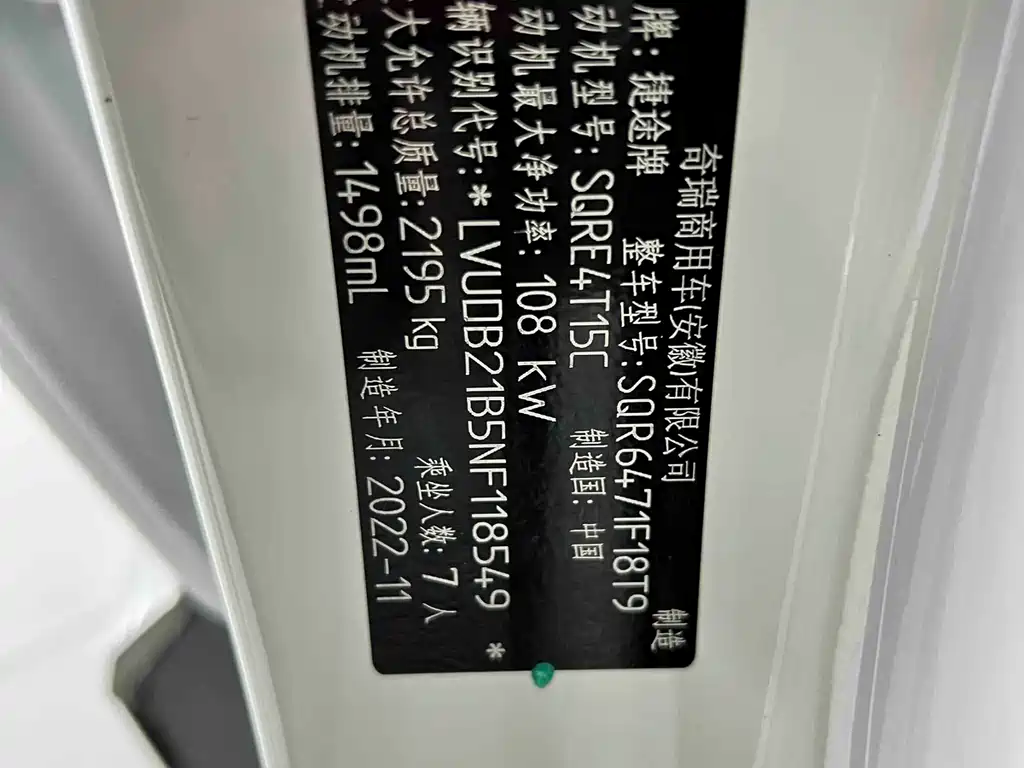 奇瑞商用车(安徽有限公司 制造
牌: 捷途牌 整车型号:SQR6471F18T9
动机型号: SQRE4T15C 制造国: 中国
动机最大净功率: 108 kW
辆识别代号:*LVUDB21B5NF118549*
大允许总质量:2195 kg 乘坐人数: 7 人
动机排量: 1498mL 制造年月: 2022-11